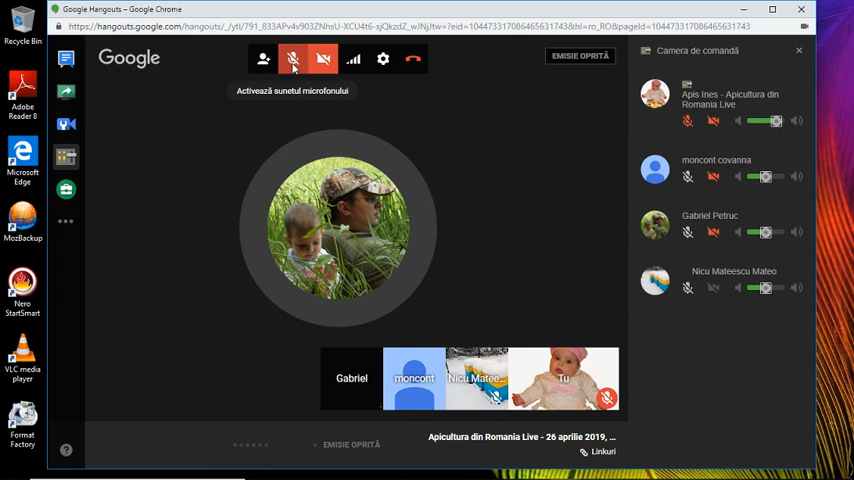 Google Hangouts – Google Chrome
https://hangouts.google.com/hangouts/_/ytl/791_833APv4v903ZNhsU-XCU4t6-sjQkzdZ_wJNjJtw=?eid=104473317086465631743&hl=ro_RO&pageId=104473317086465631743
Google
Activează sunetul microfonului
EMISIE OPRITĂ
Camera de comandă
Apis Ines - Apicultura din
Romania Live
moncont covanna
Gabriel Petruc
Nicu Mateescu Mateo
Gabriel
moncont
Nicu Matee...
Tu
EMISIE OPRITĂ
Apicultura din Romania Live - 26 aprilie 2019, ...
Linkuri
Recycle Bin
Adobe
Reader 8
Microsoft
Edge
MozBackup
Nero
StartSmart
VLC media
player
Format
Factory